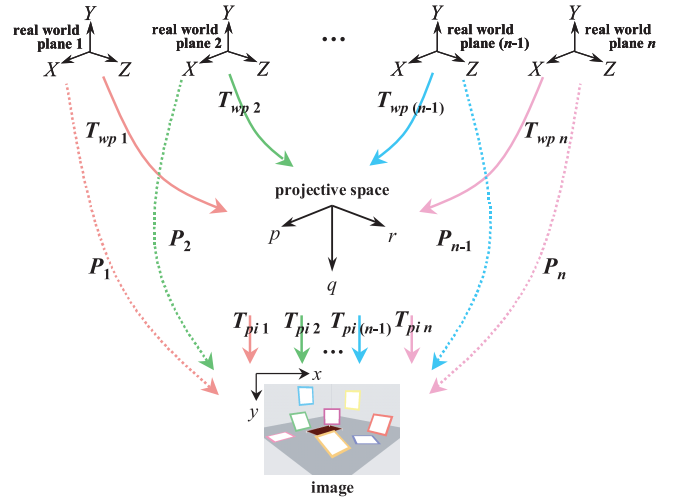 Y Y Y Y
real world real world ... real world real world
plane 1 plane 2 plane (n-1) plane n
X Z X Z X Z X Z
T_wp 1 T_wp 2 T_wp (n-1) T_wp n
projective space
p r
P_1 P_2 P_n-1 P_n
q
T_pi 1 T_pi 2 T_pi (n-1) T_pi n
...
x
y
image